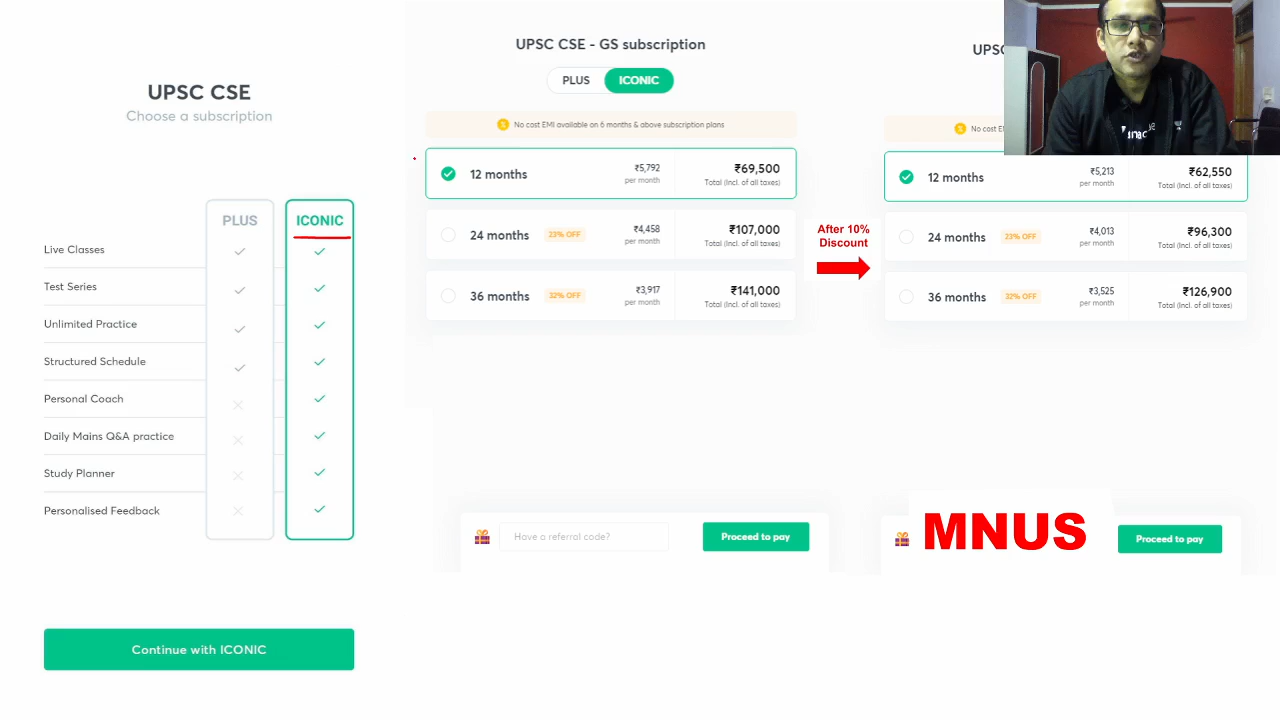 UPSC CSE
Choose a subscription
PLUS ICONIC
Live Classes
Test Series
Unlimited Practice
Structured Schedule
Personal Coach
Daily Mains Q&A practice
Study Planner
Personalised Feedback
Continue with ICONIC
UPSC CSE - GS subscription
PLUS ICONIC
No cost EMI available on 6 months & above subscription plans
12 months ₹5,792 ₹69,500
per month Total (Incl. of all taxes)
24 months 23% OFF ₹4,458 ₹107,000
per month Total (Incl. of all taxes)
36 months 32% OFF ₹3,917 ₹141,000
per month Total (Incl. of all taxes)
Have a referral code? Proceed to pay
After 10%
Discount
UPSC
No cost
12 months ₹5,213 ₹62,550
per month Total (Incl. of all taxes)
24 months 23% OFF ₹4,013 ₹96,300
per month Total (Incl. of all taxes)
36 months 32% OFF ₹3,525 ₹126,900
per month Total (Incl. of all taxes)
MNUS Proceed to pay